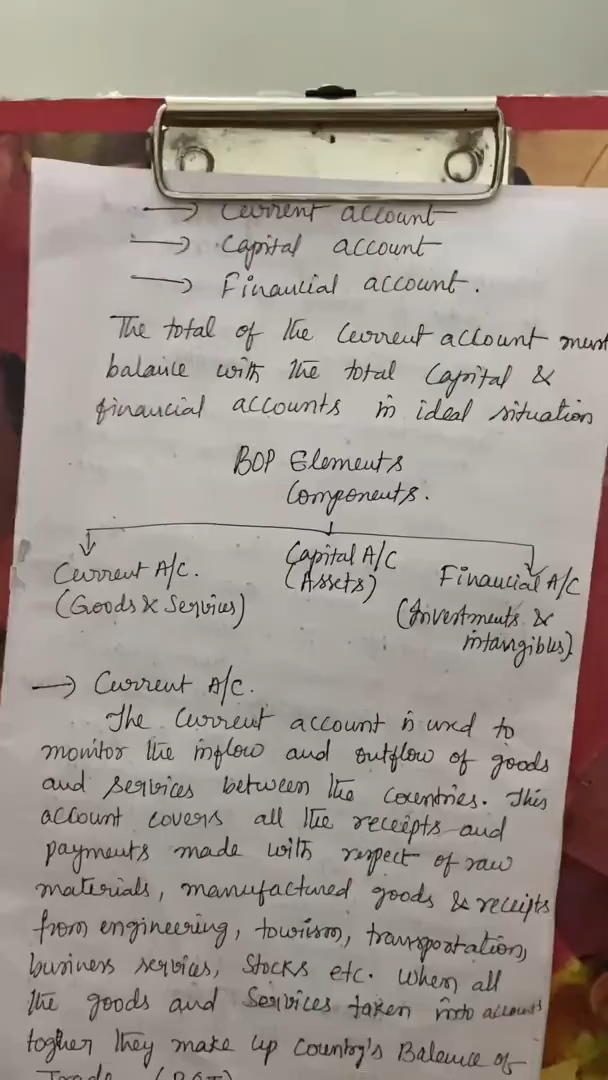 → Current account
→ Capital account
→ Financial account.
The total of the current account must
balance with the total capital &
financial accounts in ideal situation
BOP Elements
Components.
Current A/C. Capital A/C Financial A/C
(Goods & Services) (Assets) (Investments &
intangibles)
→ Current A/C.
The current account is used to
monitor the inflow and outflow of goods
and services between the countries. This
account covers all the receipts and
payments made with respect of raw
materials, manufactured goods & receipts
from engineering, tourism, transportation,
business services, stocks etc. When all
the goods and services taken into account
togher they make up Country's Balance of
Trade (BOT)